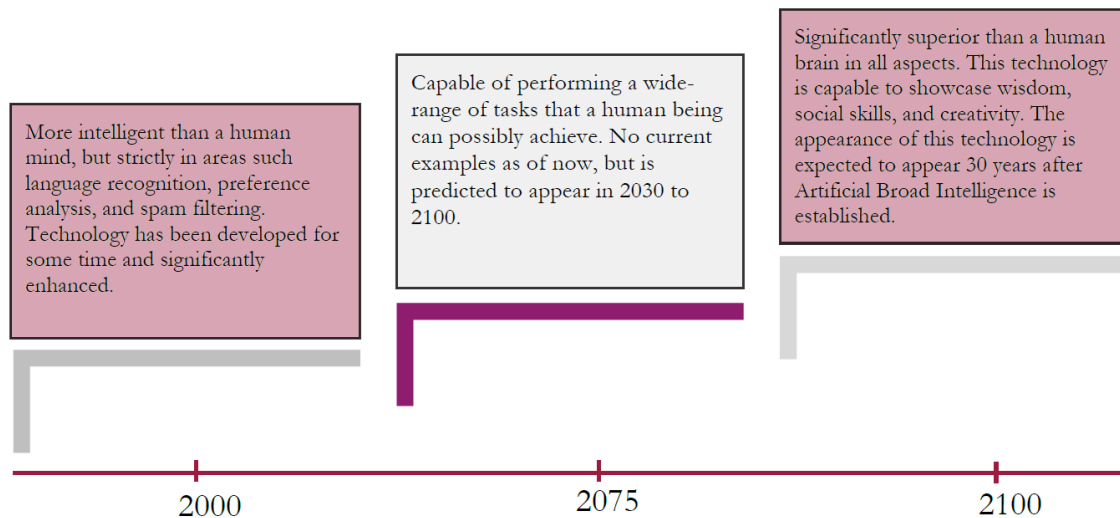 More intelligent than a human
mind, but strictly in areas such
language recognition, preference
analysis, and spam filtering.
Technology has been developed for
some time and significantly
enhanced.
Capable of performing a wide-
range of tasks that a human being
can possibly achieve. No current
examples as of now, but is
predicted to appear in 2030 to
2100.
Significantly superior than a human
brain in all aspects. This technology
is capable to showcase wisdom,
social skills, and creativity. The
appearance of this technology is
expected to appear 30 years after
Artificial Broad Intelligence is
established.
2000
2075
2100